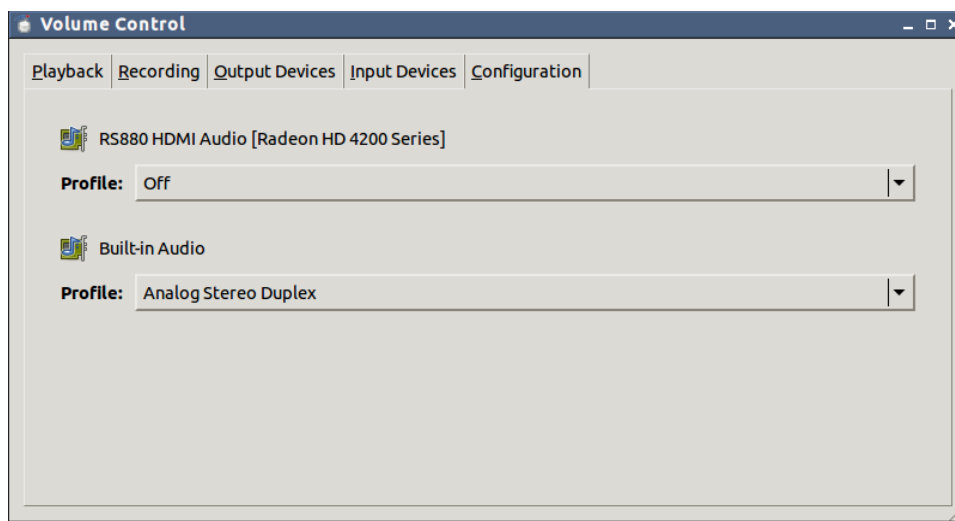 Volume Control
Playback Recording Output Devices Input Devices Configuration
RS880 HDMI Audio [Radeon HD 4200 Series]
Profile: Off
Built-in Audio
Profile: Analog Stereo Duplex